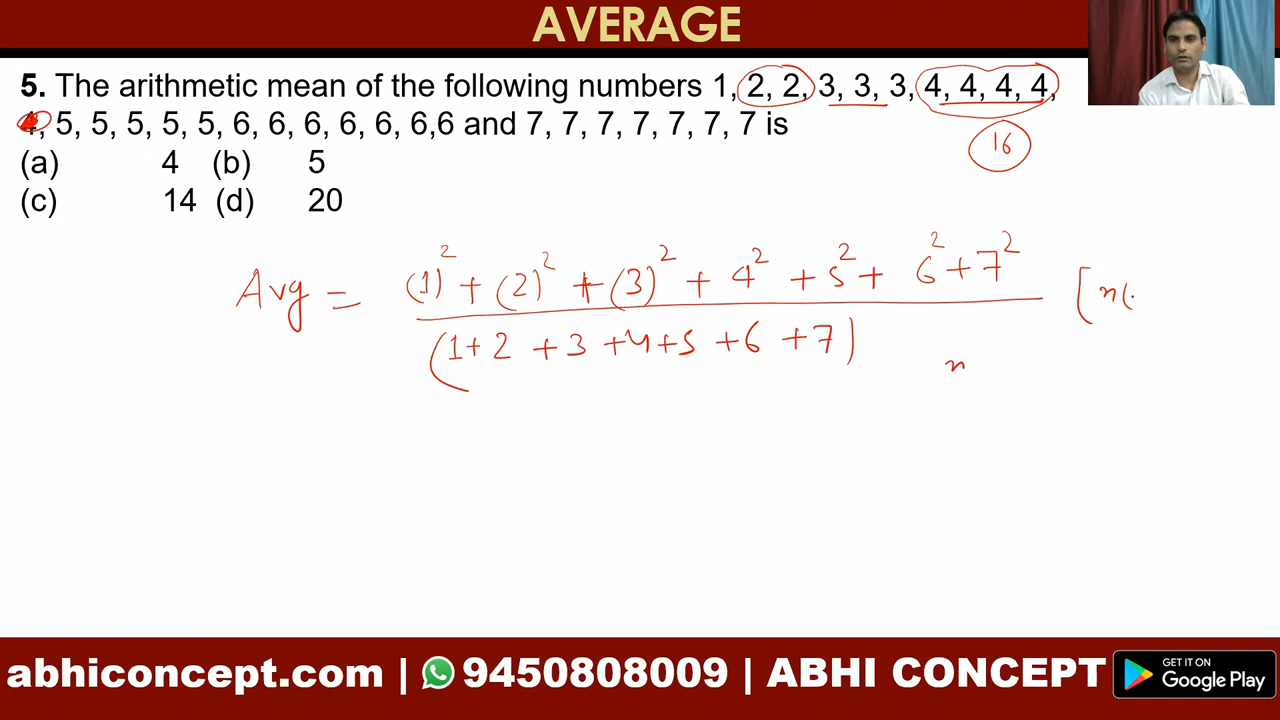 AVERAGE
5. The arithmetic mean of the following numbers 1, 2, 2, 3, 3, 3, 4, 4, 4, 4,
4, 5, 5, 5, 5, 5, 6, 6, 6, 6, 6, 6,6 and 7, 7, 7, 7, 7, 7, 7 is
16
(a) 4 (b) 5
(c) 14 (d) 20
Avg = (1)² + (2)² + (3)² + 4² + 5² + 6² + 7² [n(
(1+2 +3 +4+5 +6 +7)
n
abhiconcept.com | 9450808009 | ABHI CONCEPT
GET IT ON
Google Play